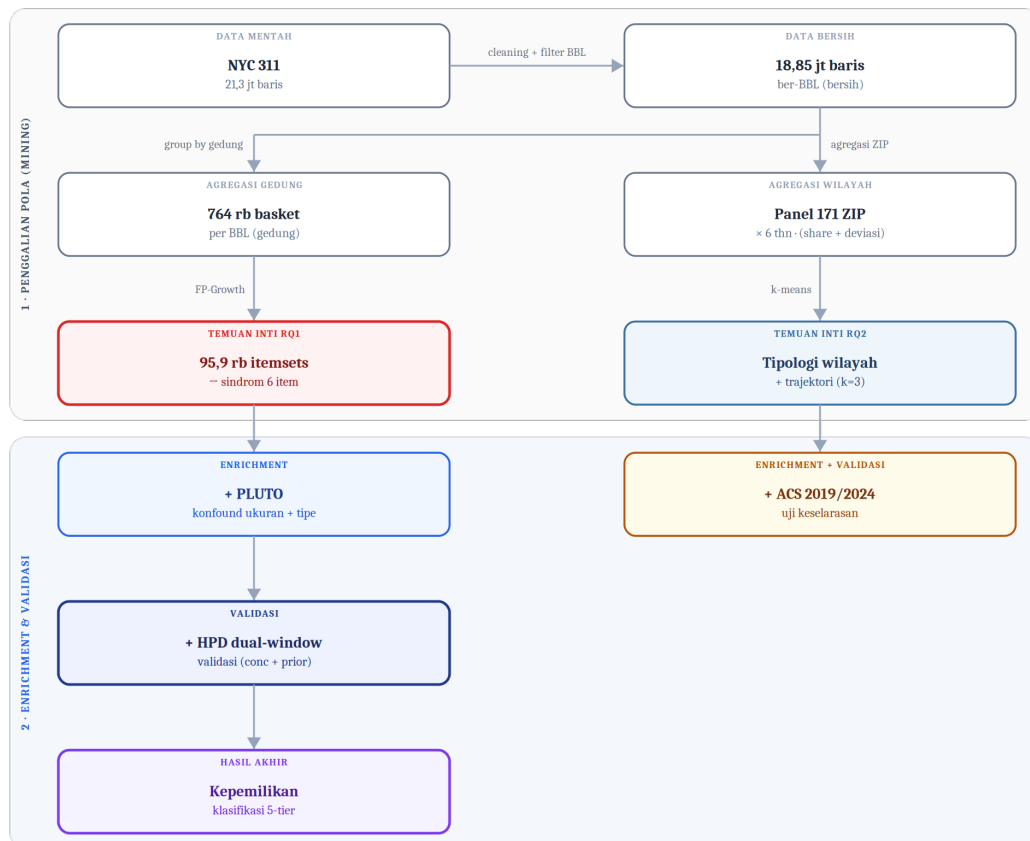 1 · PENGGALIAN POLA (MINING)
DATA MENTAH
NYC 311
21,3 jt baris
cleaning + filter BBL
DATA BERSIH
18,85 jt baris
ber-BBL (bersih)
group by gedung
agregasi ZIP
AGREGASI GEDUNG
764 rb basket
per BBL (gedung)
AGREGASI WILAYAH
Panel 171 ZIP
× 6 thn · (share + deviasi)
FP-Growth
k-means
TEMUAN INTI RQ1
95,9 rb itemsets
— sindrom 6 item
TEMUAN INTI RQ2
Tipologi wilayah
+ trajektori (k=3)
2 · ENRICHMENT & VALIDASI
ENRICHMENT
+ PLUTO
konfound ukuran + tipe
ENRICHMENT + VALIDASI
+ ACS 2019/2024
uji keselarasan
VALIDASI
+ HPD dual-window
validasi (conc + prior)
HASIL AKHIR
Kepemilikan
klasifikasi 5-tier